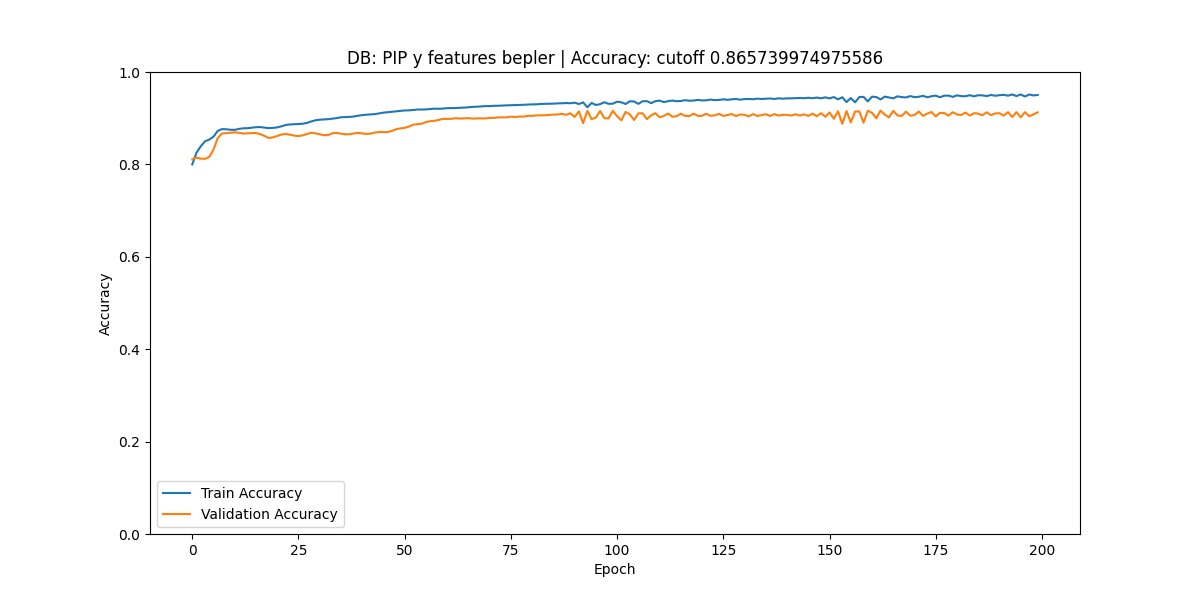 DB: PIP y features bepler | Accuracy: cutoff 0.865739974975586
1.0
0.8
0.6
0.4
0.2
0.0
Accuracy
Train Accuracy
Validation Accuracy
0 25 50 75 100 125 150 175 200
Epoch